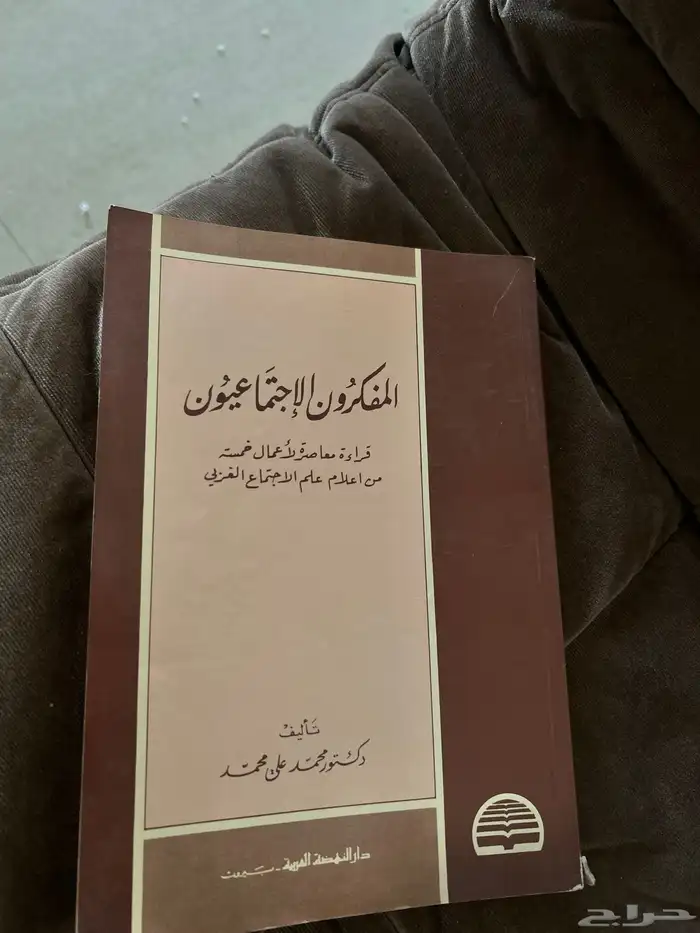 المفكرون الإجتماعيون
قراءة معاصرة لأعمال خمسة
من اعلام علم الاجتماع الغربي
تأليف
دكتور محمد على محمد
دار النهضة العربية - بيروت
حراج